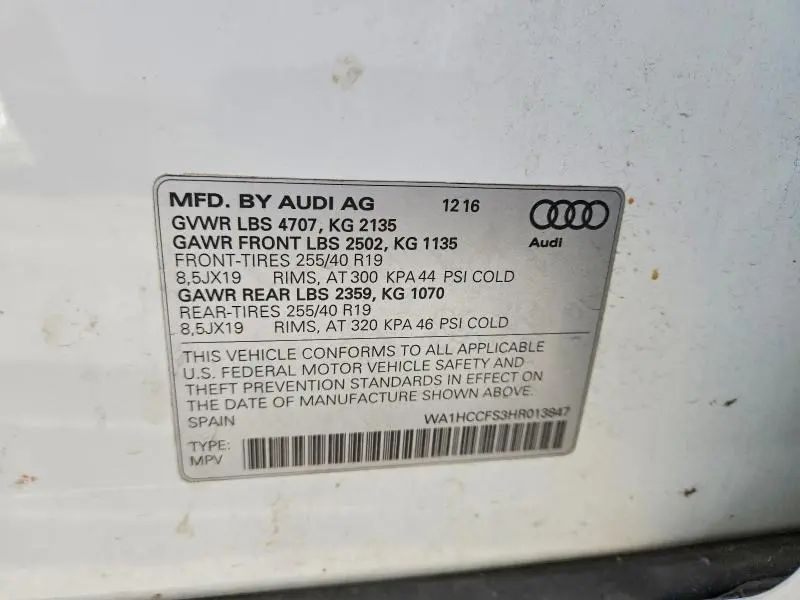 MFD. BY AUDI AG 12 16
Audi
GVWR LBS 4707, KG 2135
GAWR FRONT LBS 2502, KG 1135
FRONT-TIRES 255/40 R19
8,5JX19 RIMS, AT 300 KPA 44 PSI COLD
GAWR REAR LBS 2359, KG 1070
REAR-TIRES 255/40 R19
8,5JX19 RIMS, AT 320 KPA 46 PSI COLD
THIS VEHICLE CONFORMS TO ALL APPLICABLE
U.S. FEDERAL MOTOR VEHICLE SAFETY AND
THEFT PREVENTION STANDARDS IN EFFECT ON
THE DATE OF MANUFACTURE SHOWN ABOVE.
SPAIN WA1HCCFS3HR013847
TYPE:
MPV